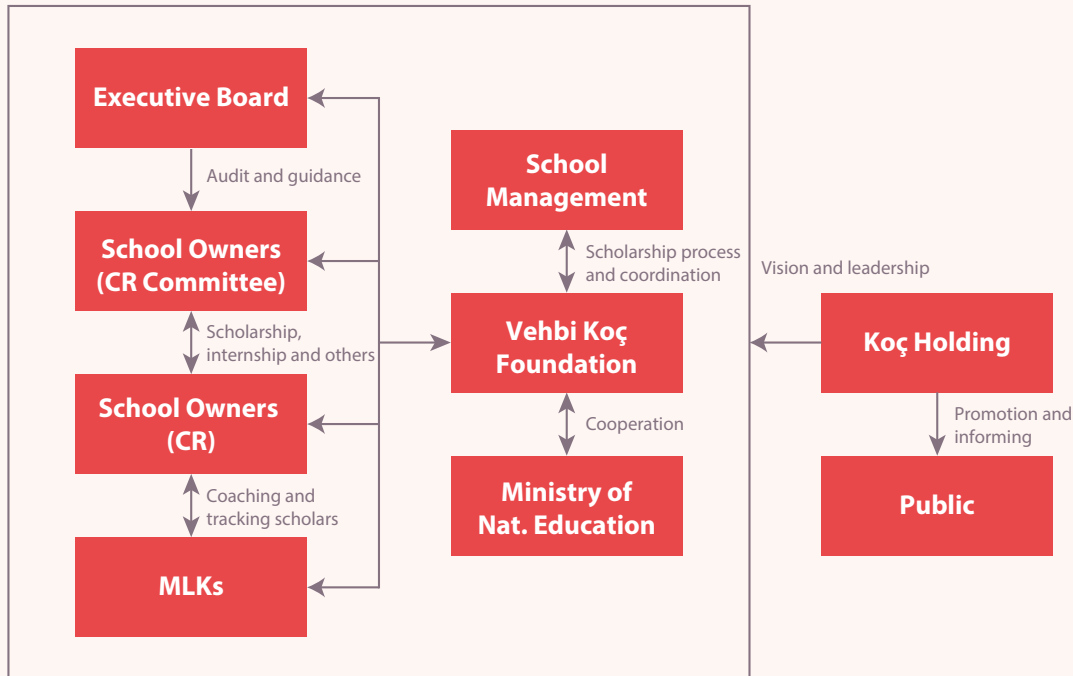 Executive Board
Audit and guidance
School Owners
(CR Committee)
Scholarship,
internship and others
School Owners
(CR)
Coaching and
tracking scholars
MLKs
School
Management
Scholarship process
and coordination
Vehbi Koç
Foundation
Cooperation
Ministry of
Nat. Education
Vision and leadership
Koç Holding
Promotion and
informing
Public